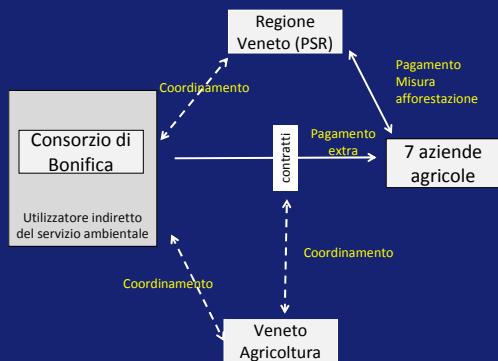 Regione
Veneto (PSR)
Pagamento
Misura
afforestazione
Coordinamento
Consorzio di
Bonifica
contratti
Pagamento
extra
7 aziende
agricole
Utilizzatore indiretto
del servizio ambientale
Coordinamento
Coordinamento
Veneto
Agricoltura